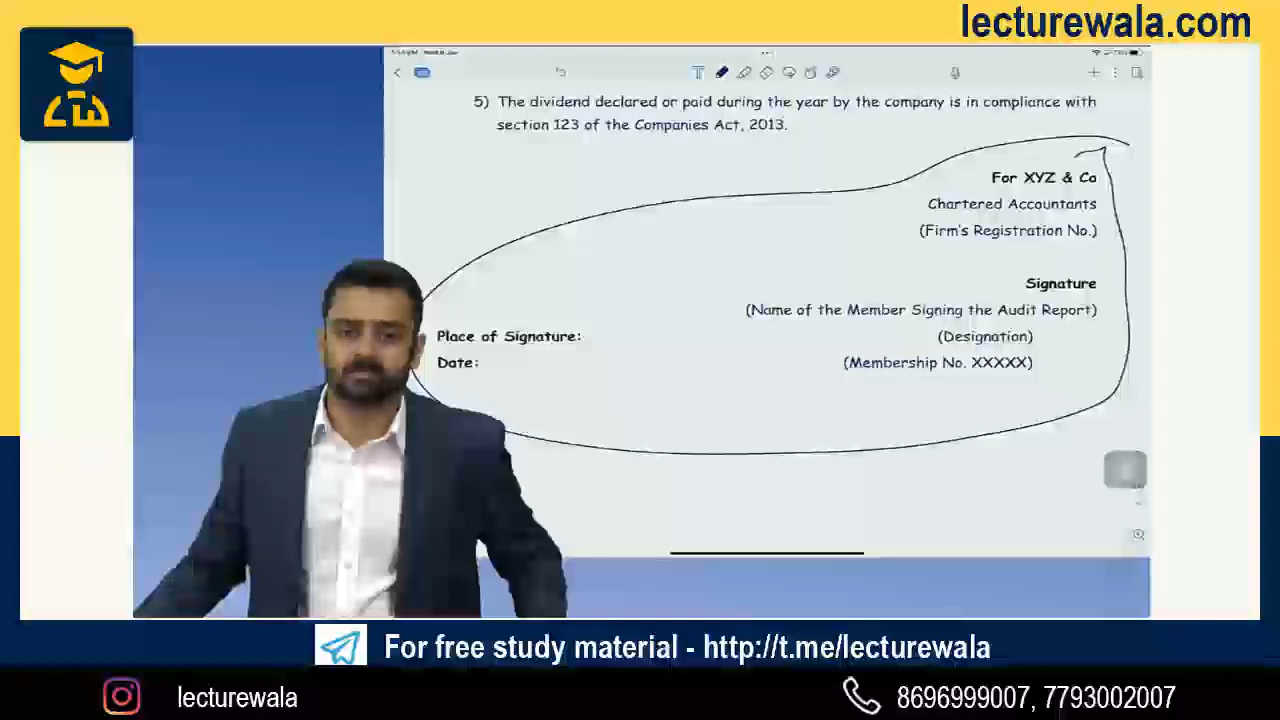 lecturewala.com
5) The dividend declared or paid during the year by the company is in compliance with
section 123 of the Companies Act, 2013.
For XYZ & Co
Chartered Accountants
(Firm's Registration No.)
Signature
(Name of the Member Signing the Audit Report)
Place of Signature:
(Designation)
Date:
(Membership No. XXXXX)
For free study material - http://t.me/lecturewala
lecturewala
8696999007, 7793002007